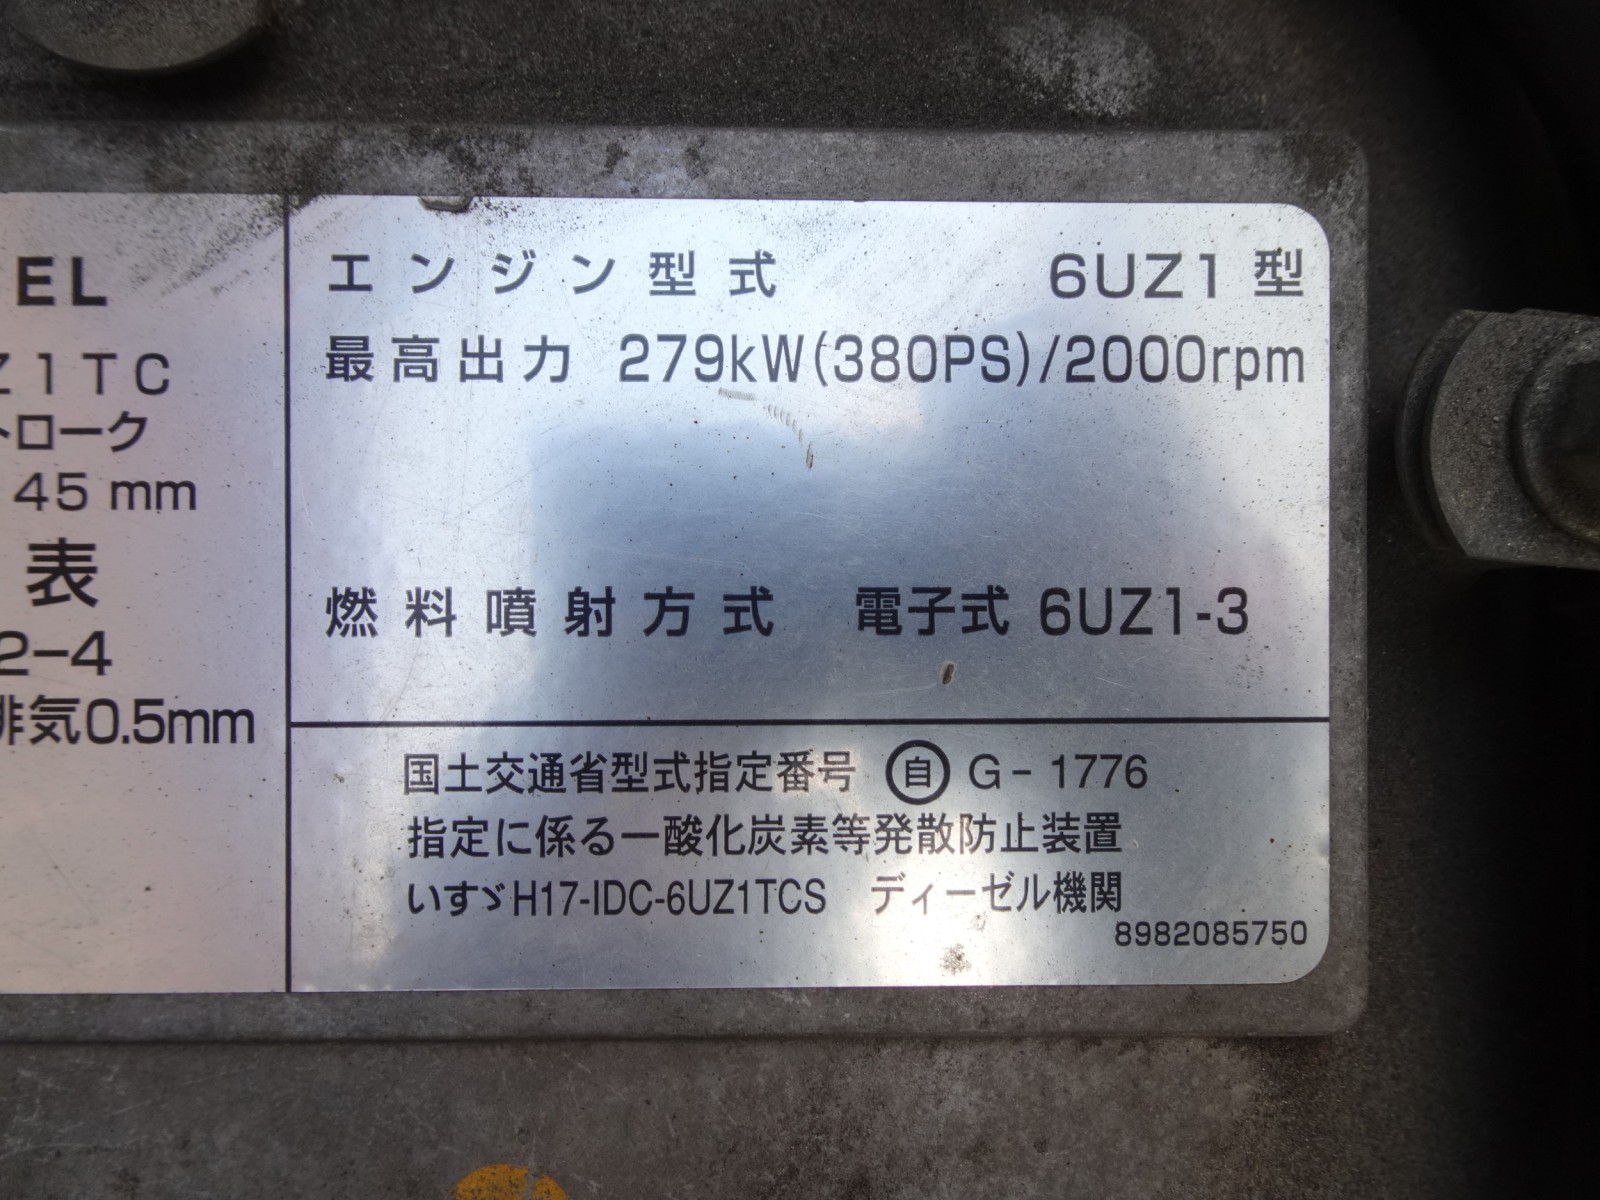 EL
Z1TC
トローク
45 mm
表
2-4
排気0.5mm
エンジン型式 6UZ1型
最高出力 279kW(380PS)/2000rpm
燃料噴射方式 電子式 6UZ1-3
国土交通省型式指定番号 ㊐ G-1776
指定に係る一酸化炭素等発散防止装置
いすゞH17-IDC-6UZ1TCS ディーゼル機関
8982085750